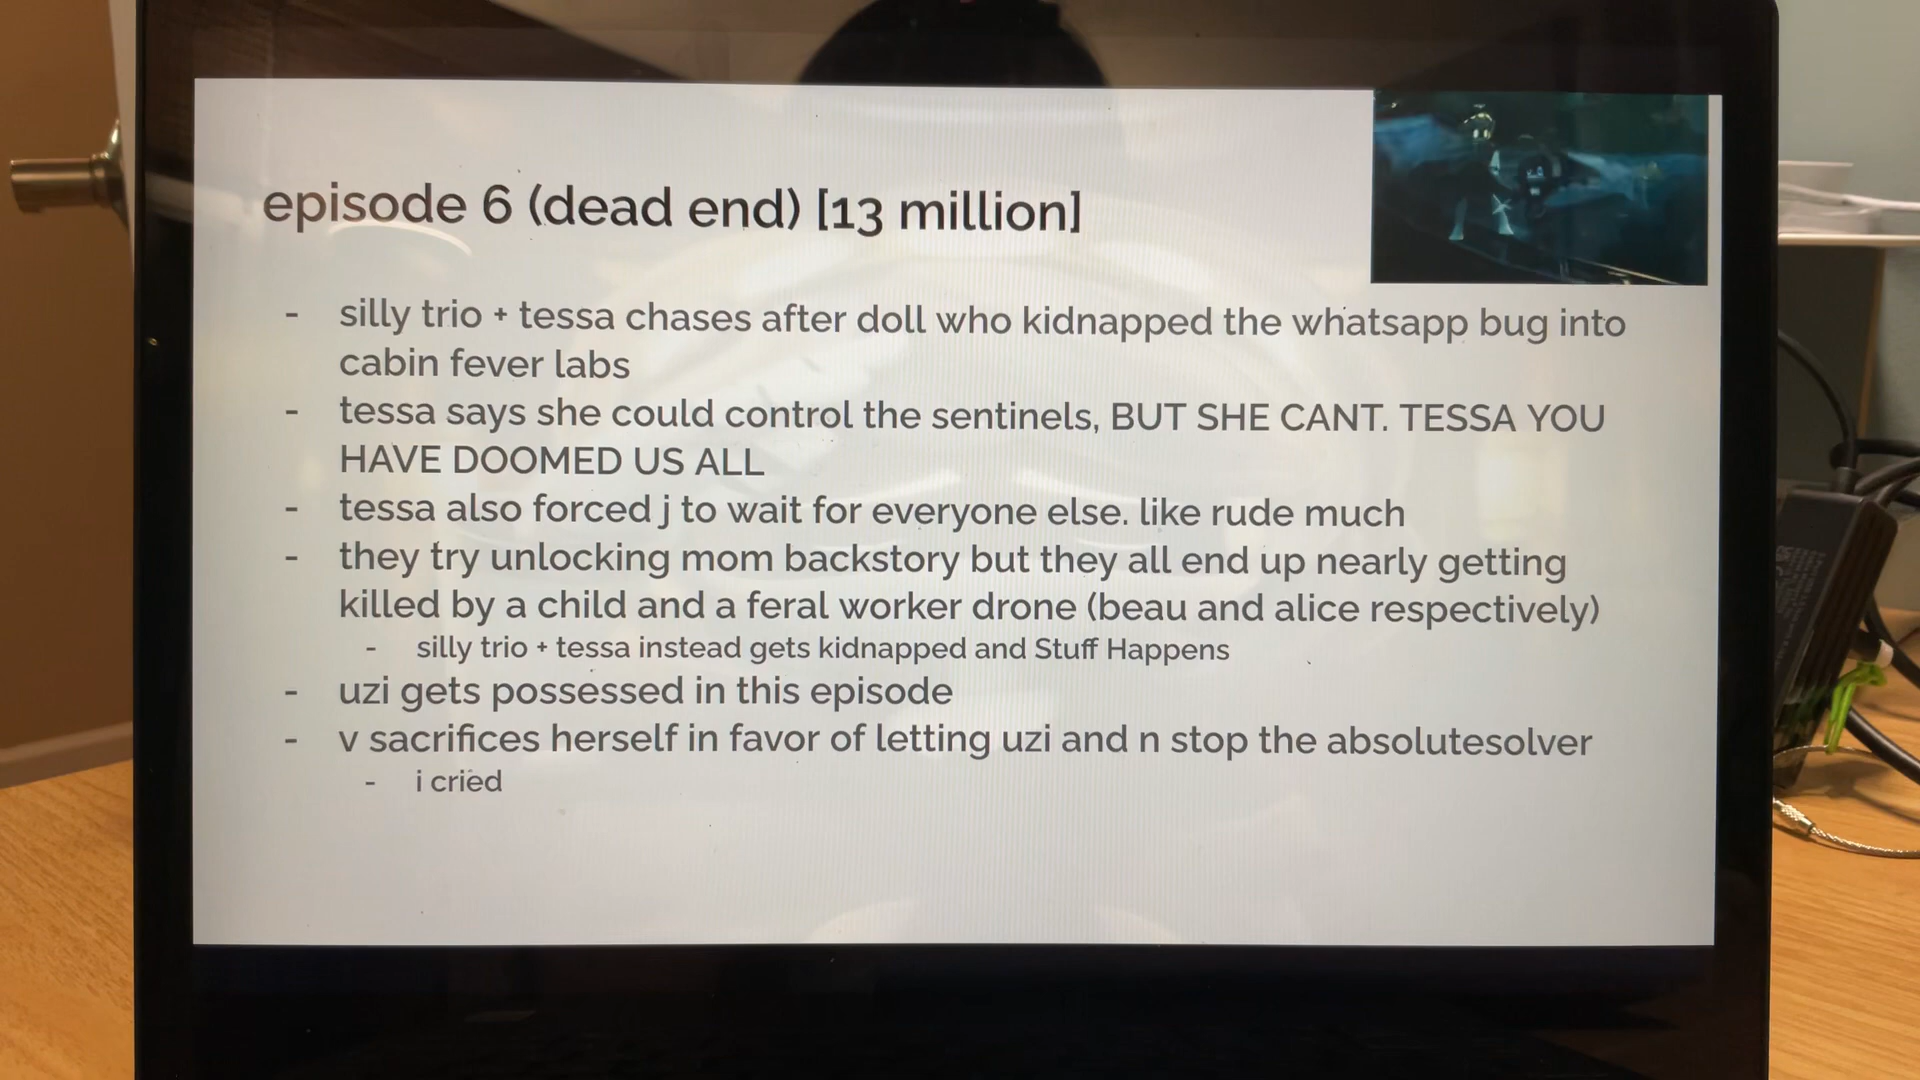 episode 6 (dead end) [13 million]
- silly trio + tessa chases after doll who kidnapped the whatsapp bug into
cabin fever labs
- tessa says she could control the sentinels, BUT SHE CANT. TESSA YOU
HAVE DOOMED US ALL
- tessa also forced j to wait for everyone else. like rude much
- they try unlocking mom backstory but they all end up nearly getting
killed by a child and a feral worker drone (beau and alice respectively)
- silly trio + tessa instead gets kidnapped and Stuff Happens
- uzi gets possessed in this episode
- v sacrifices herself in favor of letting uzi and n stop the absolutesolver
- i cried